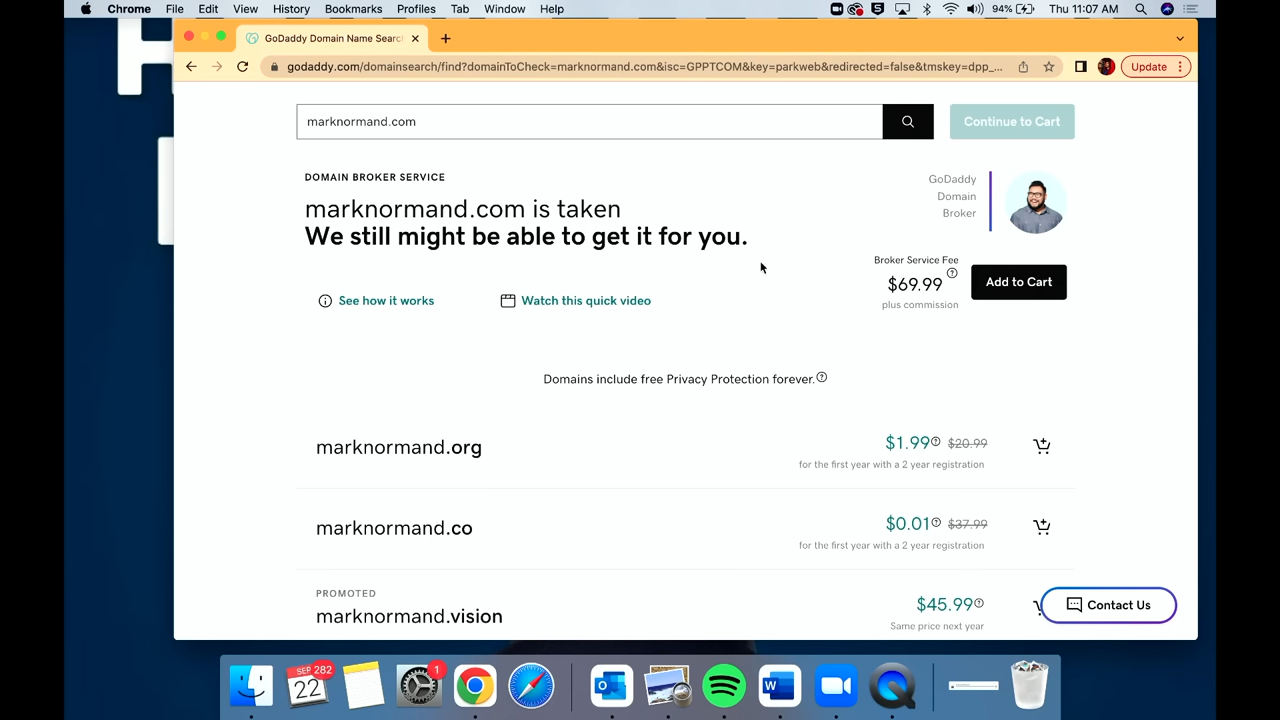 Chrome File Edit View History Bookmarks Profiles Tab Window Help
94% Thu 11:07 AM
GoDaddy Domain Name Searc
godaddy.com/domainsearch/find?domainToCheck=marknormand.com&isc=GPPTCOM&key=parkweb&redirected=false&tmskey=dpp_...
Update
marknormand.com
Continue to Cart
DOMAIN BROKER SERVICE
marknormand.com is taken
We still might be able to get it for you.
GoDaddy
Domain
Broker
Broker Service Fee
$69.99
plus commission
Add to Cart
See how it works
Watch this quick video
Domains include free Privacy Protection forever.
marknormand.org
$1.99 $20.99
for the first year with a 2 year registration
marknormand.co
$0.01 $37.99
for the first year with a 2 year registration
PROMOTED
marknormand.vision
$45.99
Same price next year
Contact Us
SEP 282
22
1